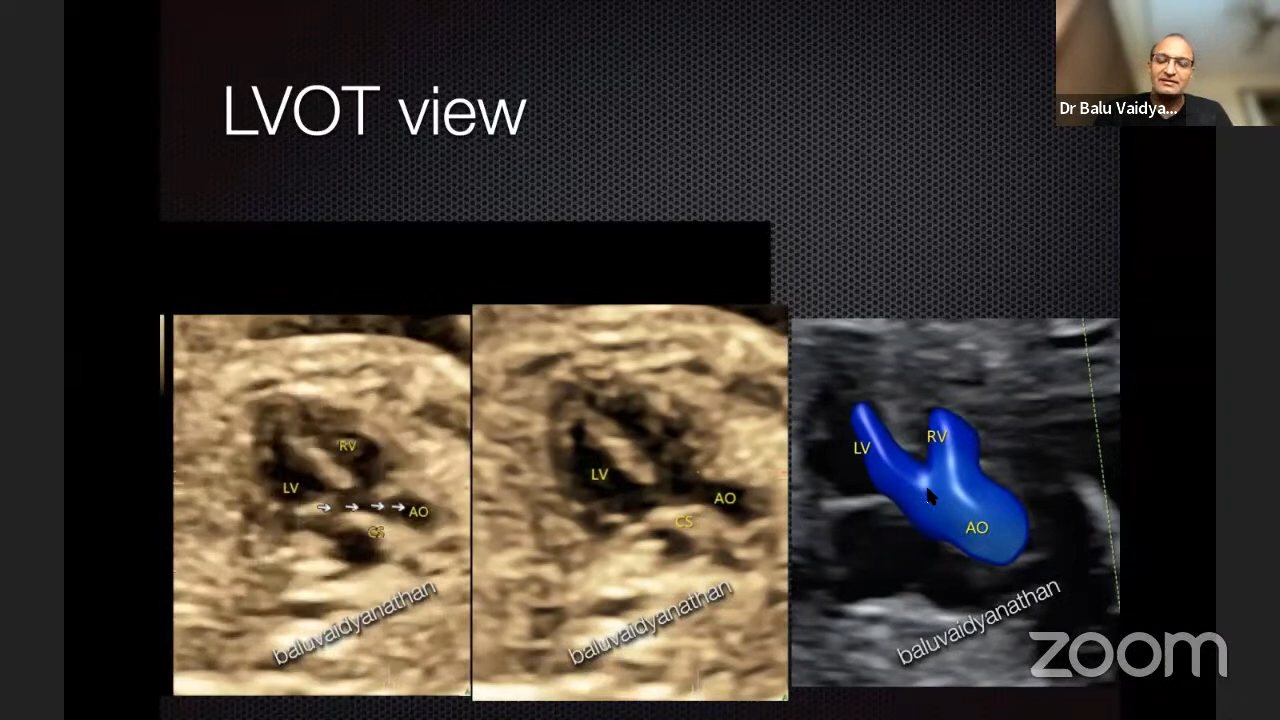 LVOT view
Dr Balu Vaidya...
RV
LV
AO
CS
baluvaidyanathan
LV
AO
CS
baluvaidyanathan
LV
RV
AO
baluvaidyanathan
zoom